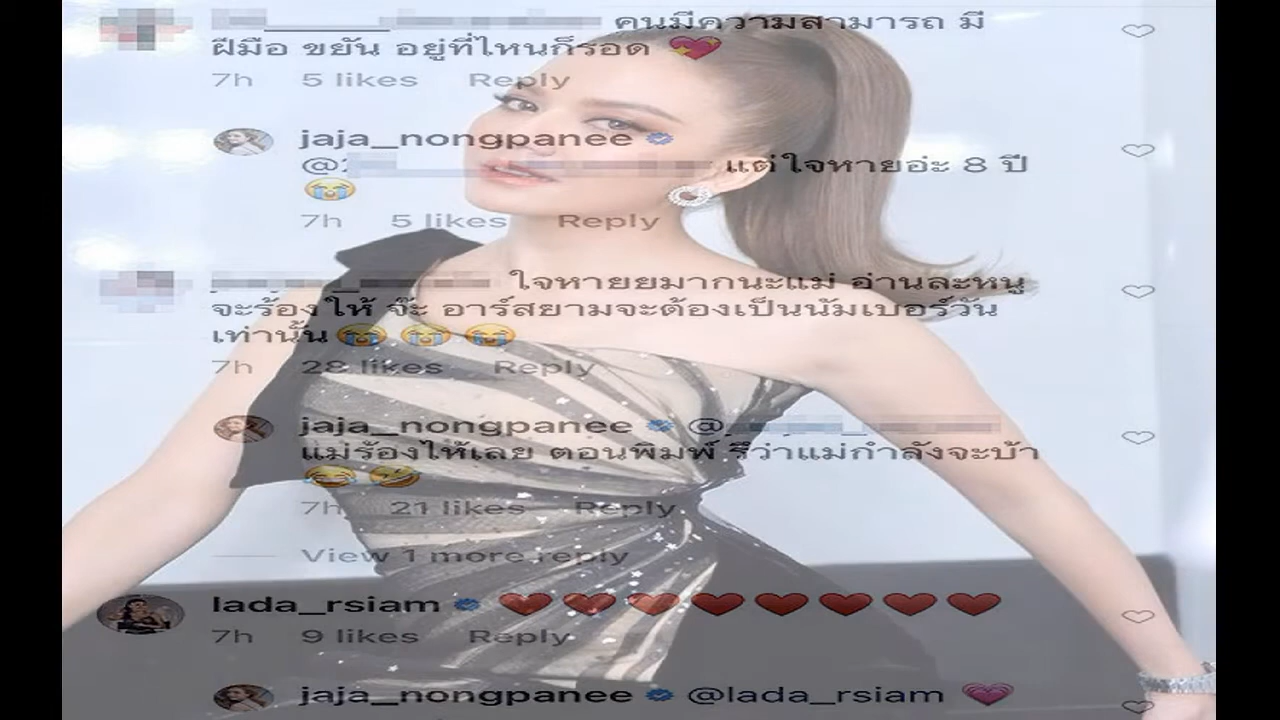 คนมีความสามารถ มี
ฝีมือ ขยัน อยู่ที่ไหนก็รอด 💖
7h 5 likes Reply
jaja_nongpanee
แต่ใจหายอ่ะ 8 ปี
😭
7h 5 likes Reply
ใจหายยมากนะแม่ อ่านละหนู
จะร้องให้ จ๊ะ อาร์สยามจะต้องเป็นนัมเบอร์วัน
เท่านั้น 😭 😭 😭
7h 28 likes Reply
jaja_nongpanee @
แม่ร้องไห้เลย ตอนพิมพ์ รึว่าแม่กำลังจะบ้า
😂 🤣
7h 21 likes Reply
View 1 more reply
lada_rsiam ❤️ ❤️ ❤️ ❤️ ❤️ ❤️ ❤️ ❤️
7h 9 likes Reply
jaja_nongpanee @lada_rsiam 💗